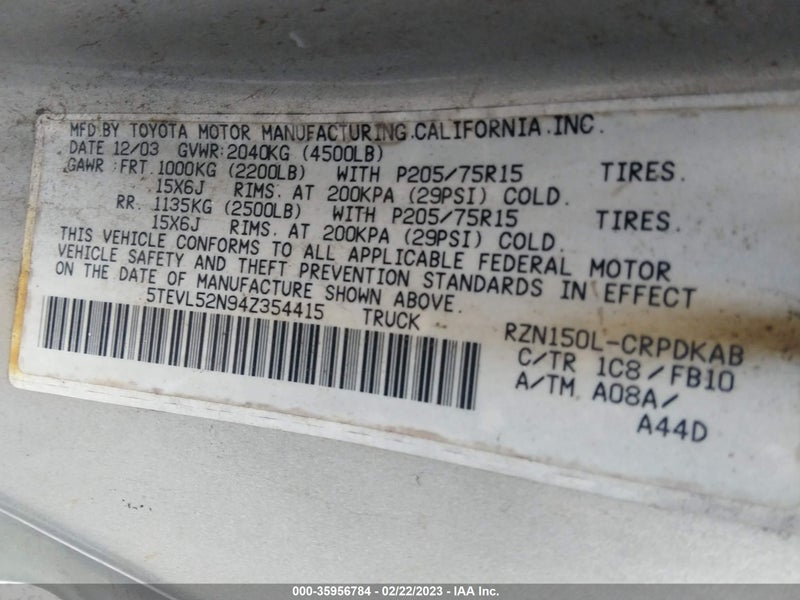 MFD BY TOYOTA MOTOR MANUFACTURING.CALIFORNIA.INC.
DATE 12/03 GVWR:2040KG (4500LB)
GAWR :FRT.1000KG (2200LB) WITH P205/75R15 TIRES.
15X6J RIMS. AT 200KPA (29PSI) COLD.
RR. 1135KG (2500LB) WITH P205/75R15 TIRES.
15X6J RIMS. AT 200KPA (29PSI) COLD.
THIS VEHICLE CONFORMS TO ALL APPLICABLE FEDERAL MOTOR
VEHICLE SAFETY AND THEFT PREVENTION STANDARDS IN EFFECT
ON THE DATE OF MANUFACTURE SHOWN ABOVE.
5TEVL52N94Z354415 TRUCK
RZN150L-CRPDKAB
C/TR 1C8/FB10
A/TM A08A/
A44D
000-35956784 - 02/22/2023 - IAA Inc.